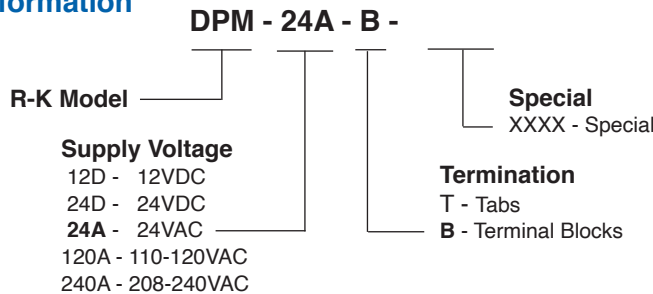 formation
DPM - 24A - B -
R-K Model
Supply Voltage
12D - 12VDC
24D - 24VDC
24A - 24VAC
120A - 110-120VAC
240A - 208-240VAC
Special
XXXX - Special
Termination
T - Tabs
B - Terminal Blocks